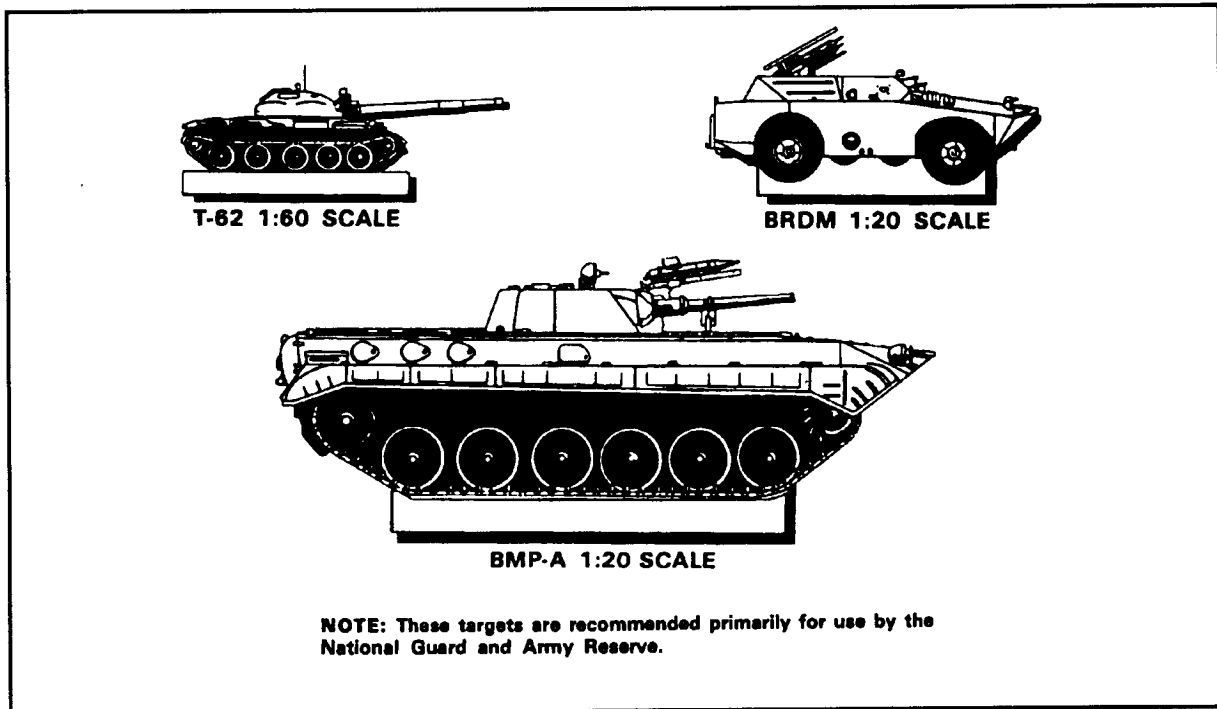 T-62 1:60 SCALE
BRDM 1:20 SCALE
BMP-A 1:20 SCALE
NOTE: These targets are recommended primarily for use by the
National Guard and Army Reserve.